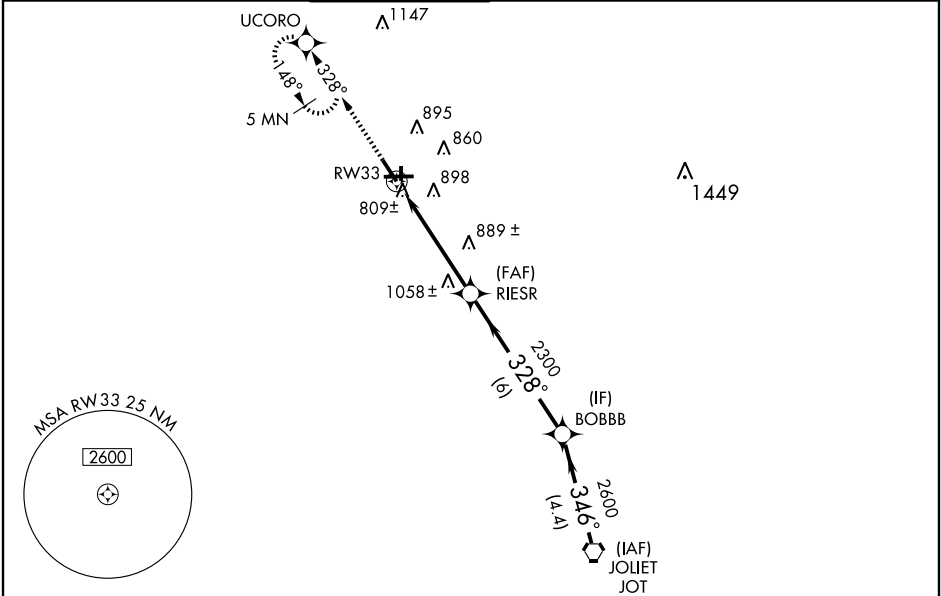 UCORO
1147
328°
148°
5 MN
895
860
RW33
898
809±
1449
889 ±
(FAF)
RIESR
1058±
2300
328°
(6)
(IF)
BOBBB
MSA RW33 25 NM
2600
2600
346°
(4.4)
(IAF)
JOLIET
JOT